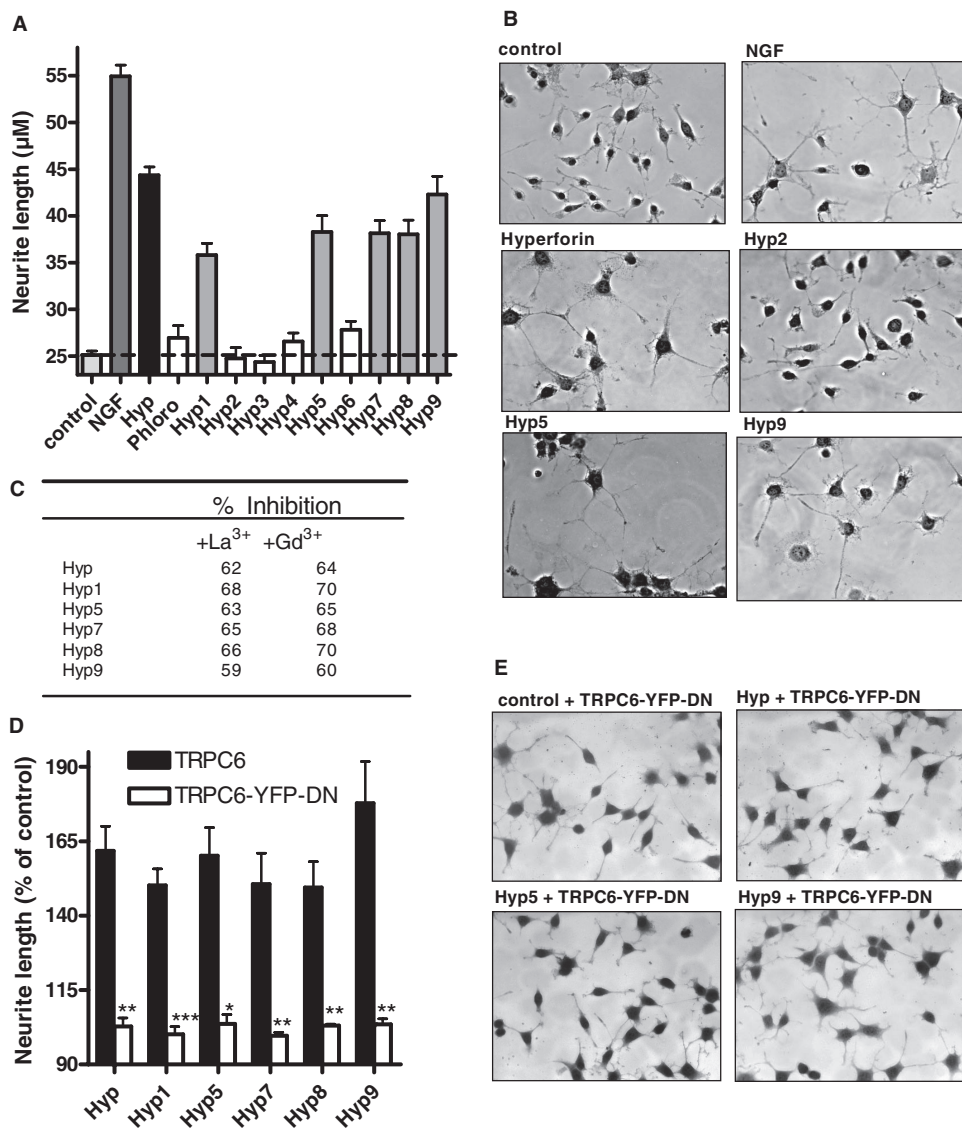 A
Neurite length (µM)
55
50
45
40
35
30
25
control
NGF
Hyp
Phloro
Hyp1
Hyp2
Hyp3
Hyp4
Hyp5
Hyp6
Hyp7
Hyp8
Hyp9
B
control
NGF
Hyperforin
Hyp2
Hyp5
Hyp9
C
% Inhibition
+La³⁺ +Gd³⁺
Hyp 62 64
Hyp1 68 70
Hyp5 63 65
Hyp7 65 68
Hyp8 66 70
Hyp9 59 60
D
Neurite length (% of control)
190
165
140
115
90
TRPC6
TRPC6-YFP-DN
** *** * ** ** **
Hyp
Hyp1
Hyp5
Hyp7
Hyp8
Hyp9
E
control + TRPC6-YFP-DN
Hyp + TRPC6-YFP-DN
Hyp5 + TRPC6-YFP-DN
Hyp9 + TRPC6-YFP-DN